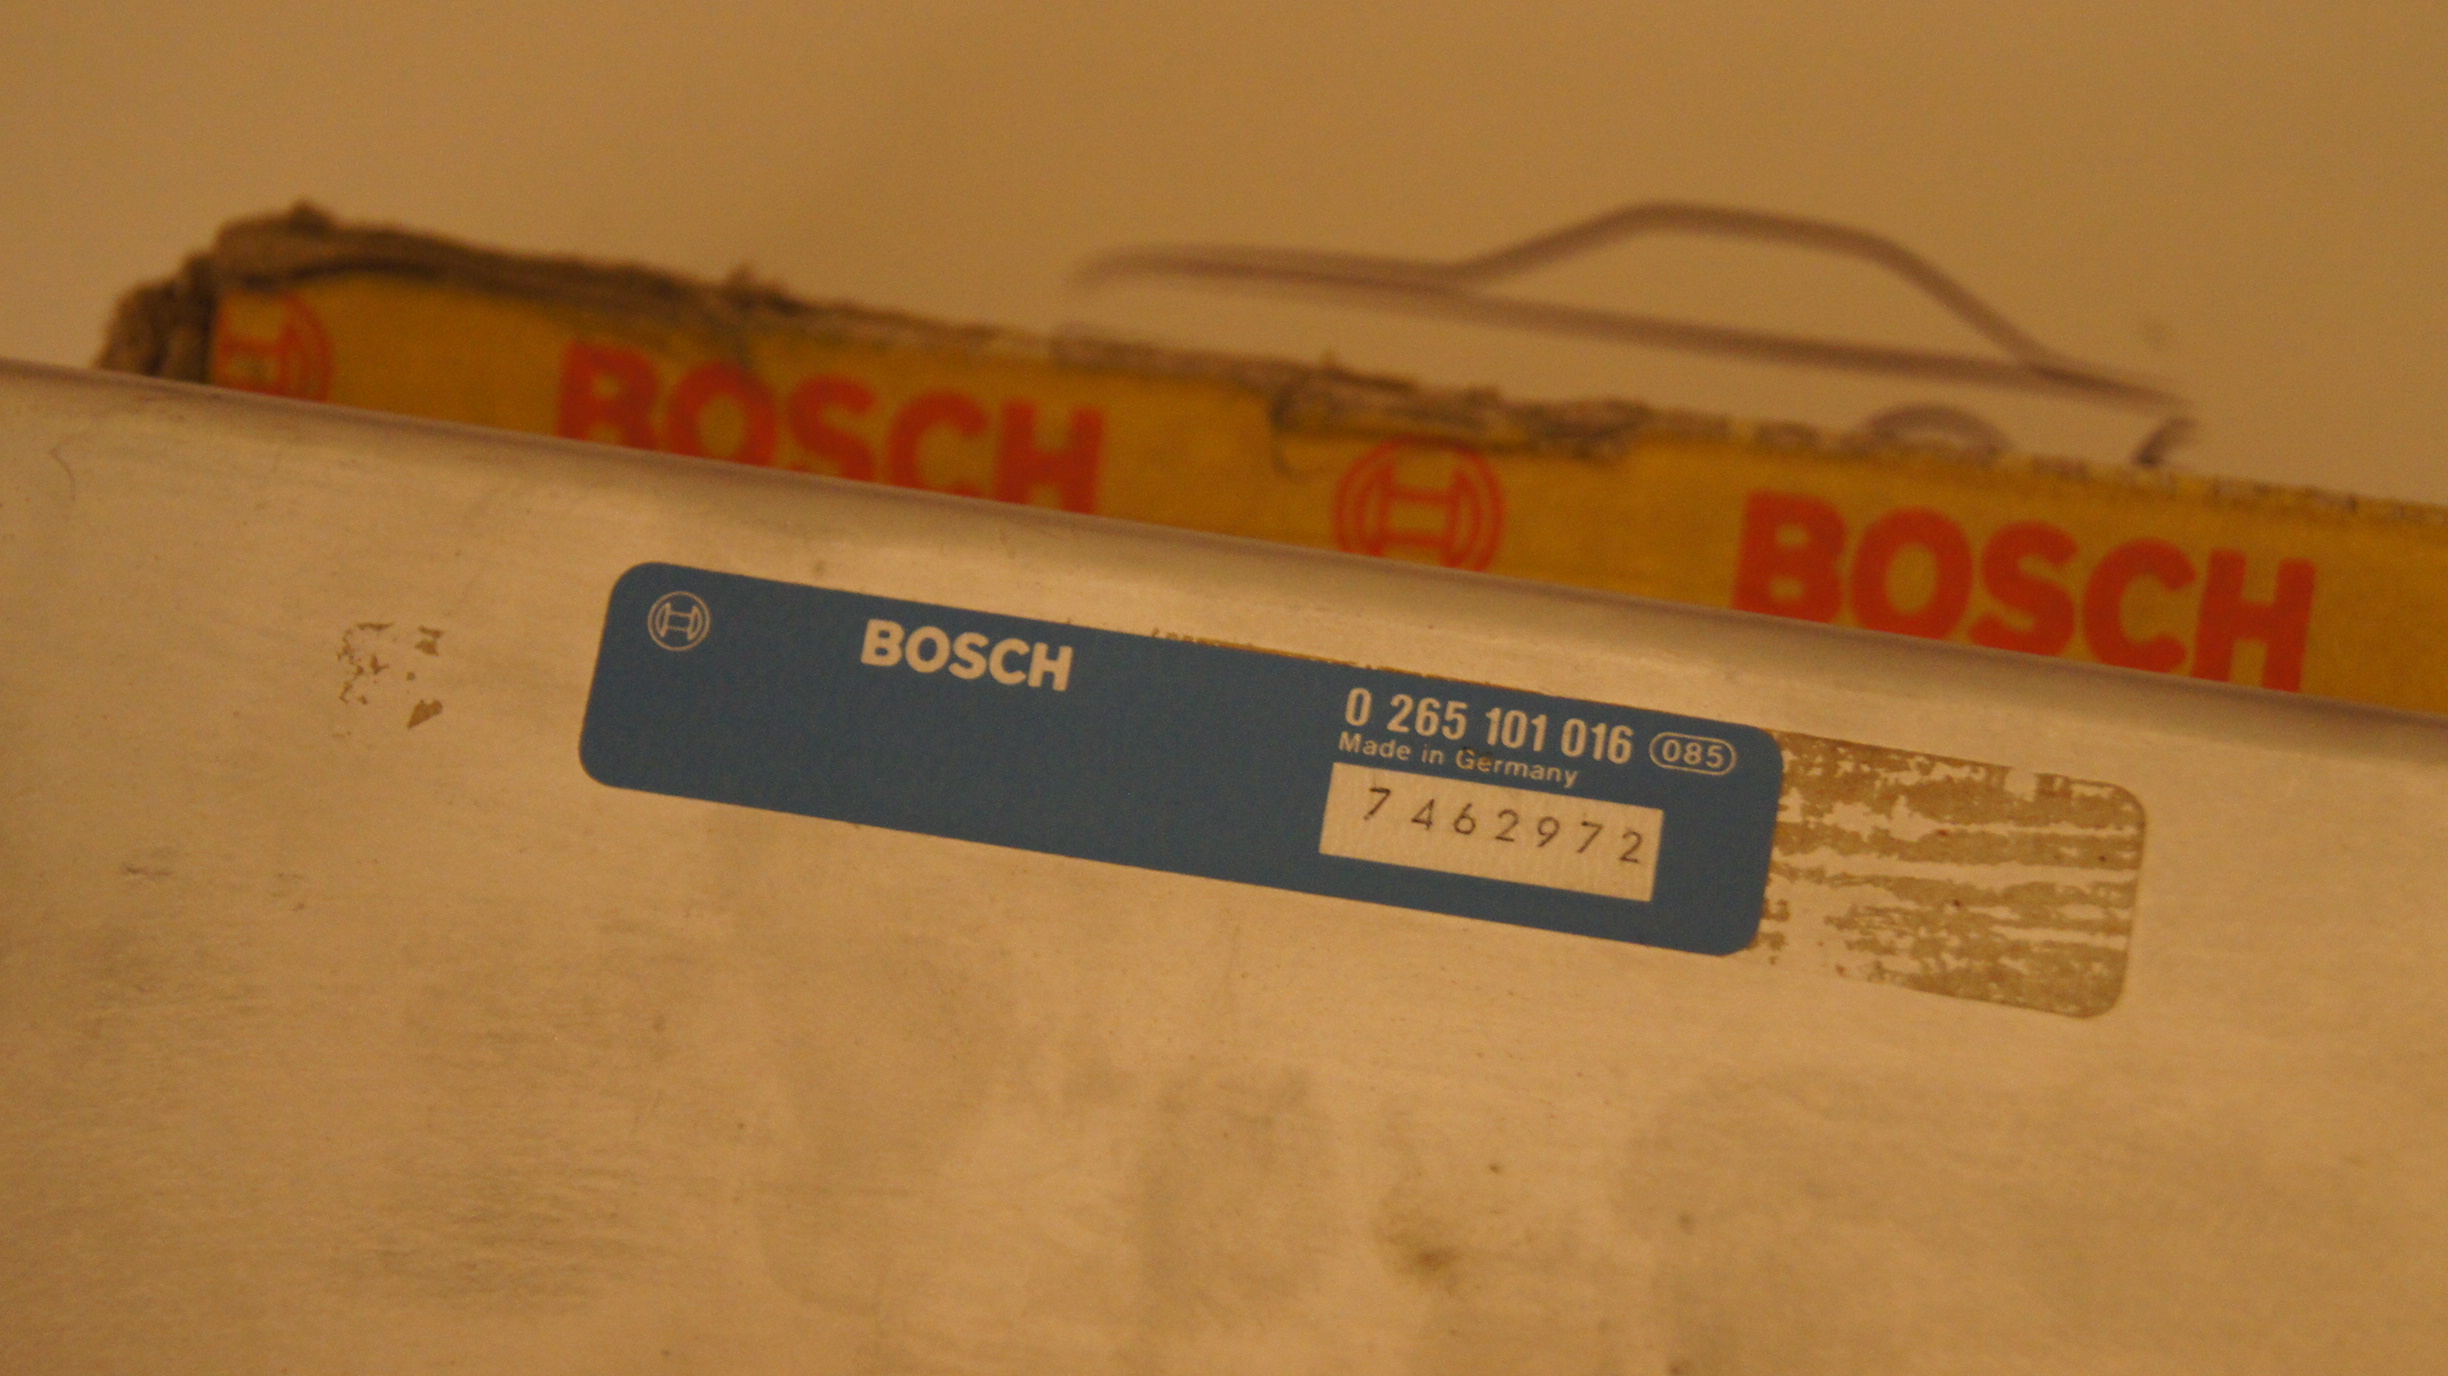 BOSCH
BOSCH
BOSCH
0 265 101 016 085
Made in Germany
7462972